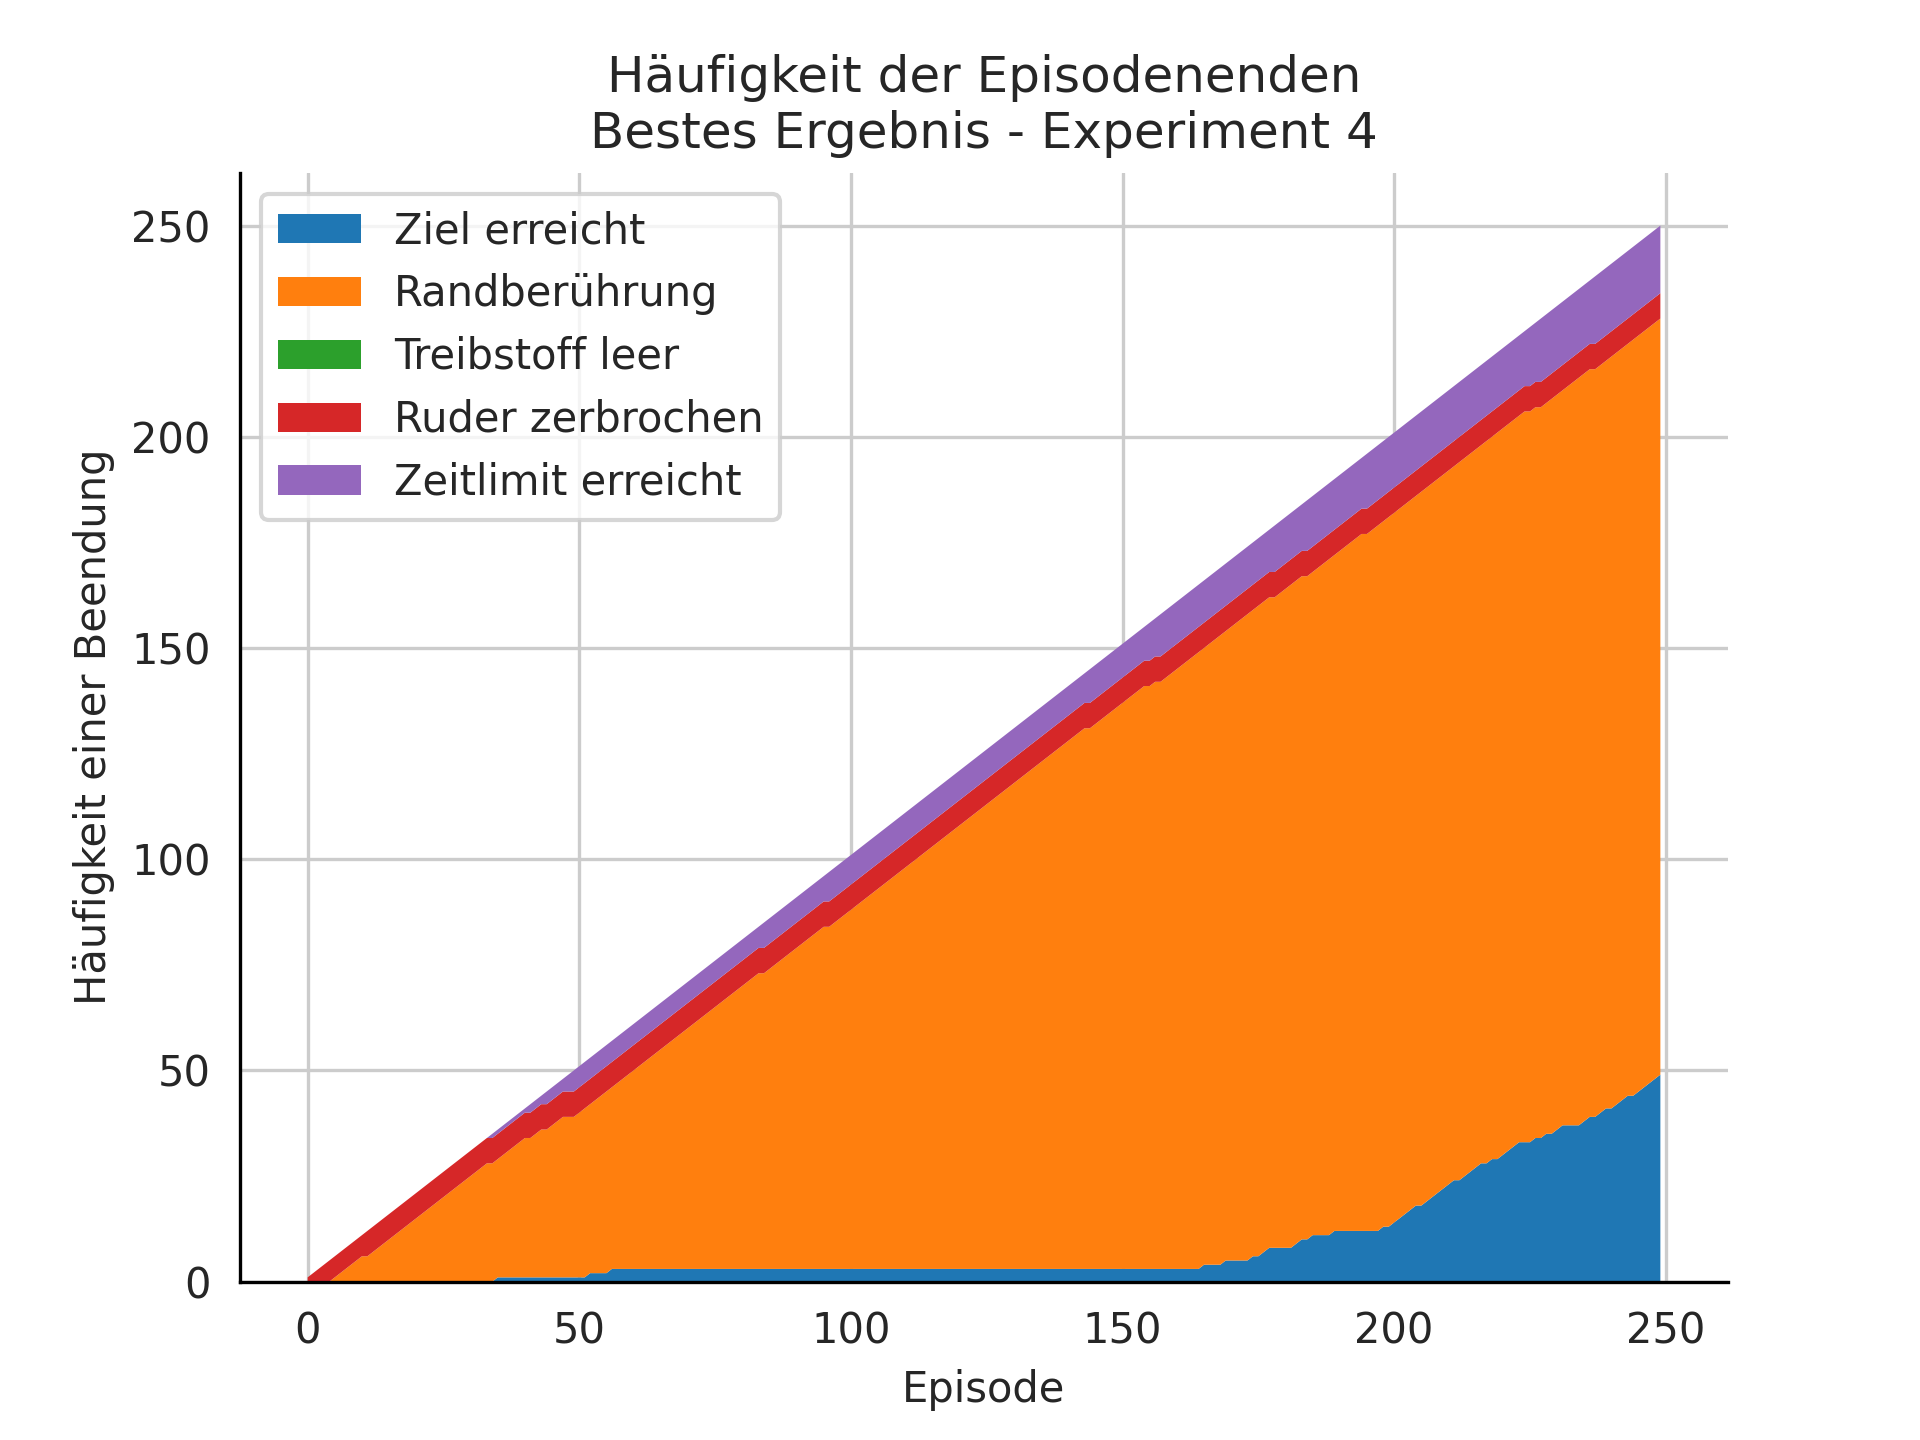 Häufigkeit der Episodenenden
Bestes Ergebnis - Experiment 4
Ziel erreicht
Randberührung
Treibstoff leer
Ruder zerbrochen
Zeitlimit erreicht
Häufigkeit einer Beendung
250
200
150
100
50
0
0 50 100 150 200 250
Episode